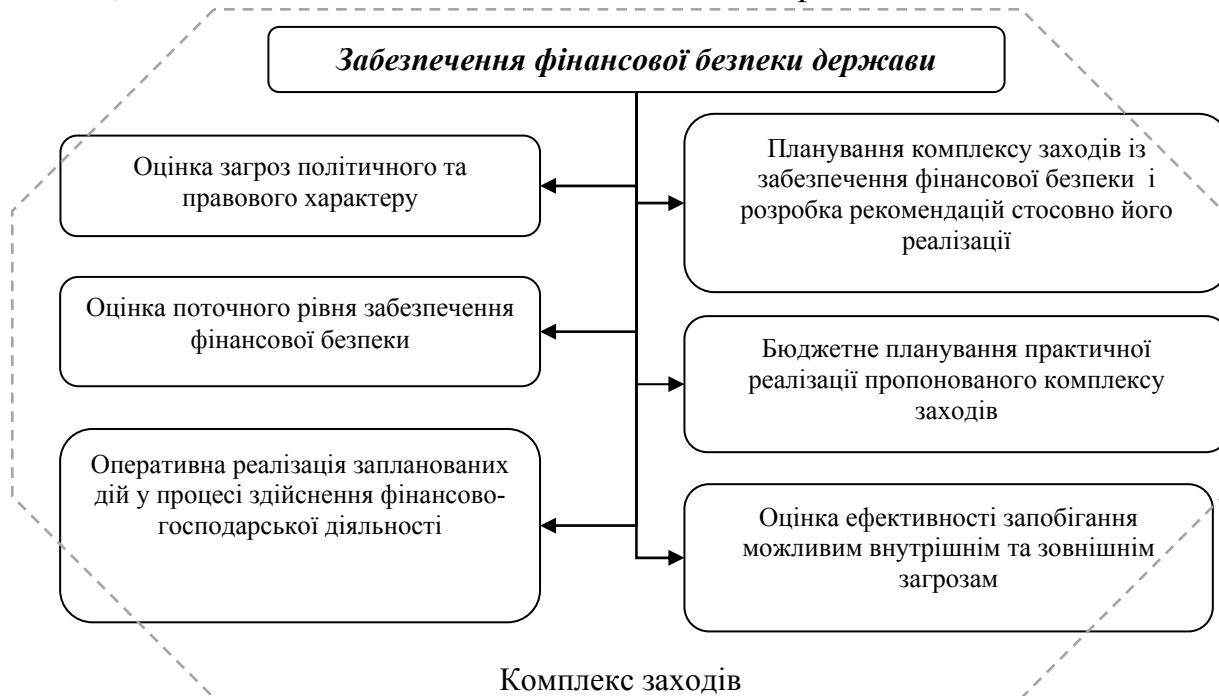 Забезпечення фінансової безпеки держави
Оцінка загроз політичного та
правового характеру
Оцінка поточного рівня забезпечення
фінансової безпеки
Оперативна реалізація запланованих
дій у процесі здійснення фінансово-
господарської діяльності
Планування комплексу заходів із
забезпечення фінансової безпеки і
розробка рекомендацій стосовно його
реалізації
Бюджетне планування практичної
реалізації пропонованого комплексу
заходів
Оцінка ефективності запобігання
можливим внутрішнім та зовнішнім
загрозам
Комплекс заходів